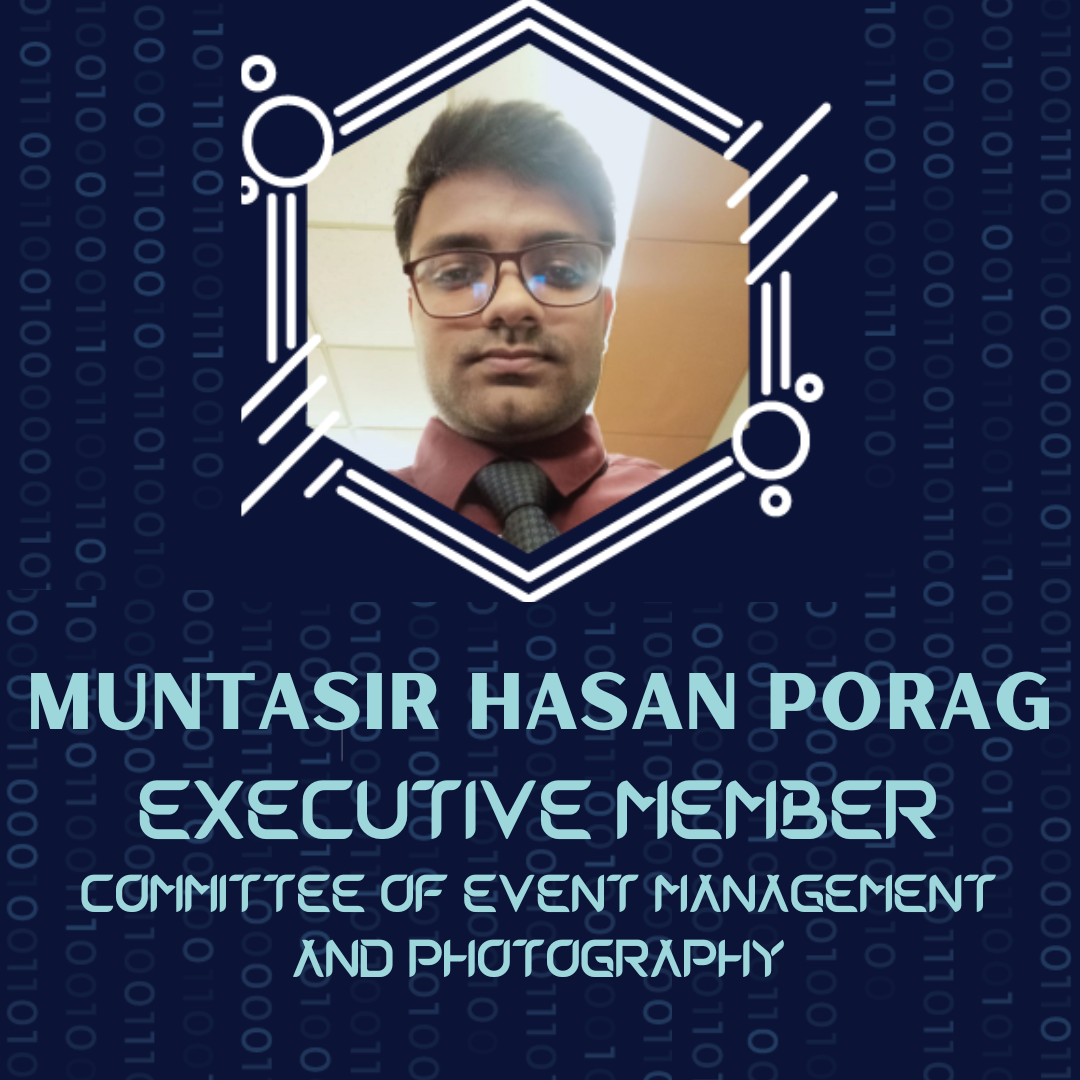 MUNTASIR HASAN PORAG
EXECUTIVE MEMBER
COMMITTEE OF EVENT MANAGEMENT
AND PHOTOGRAPHY